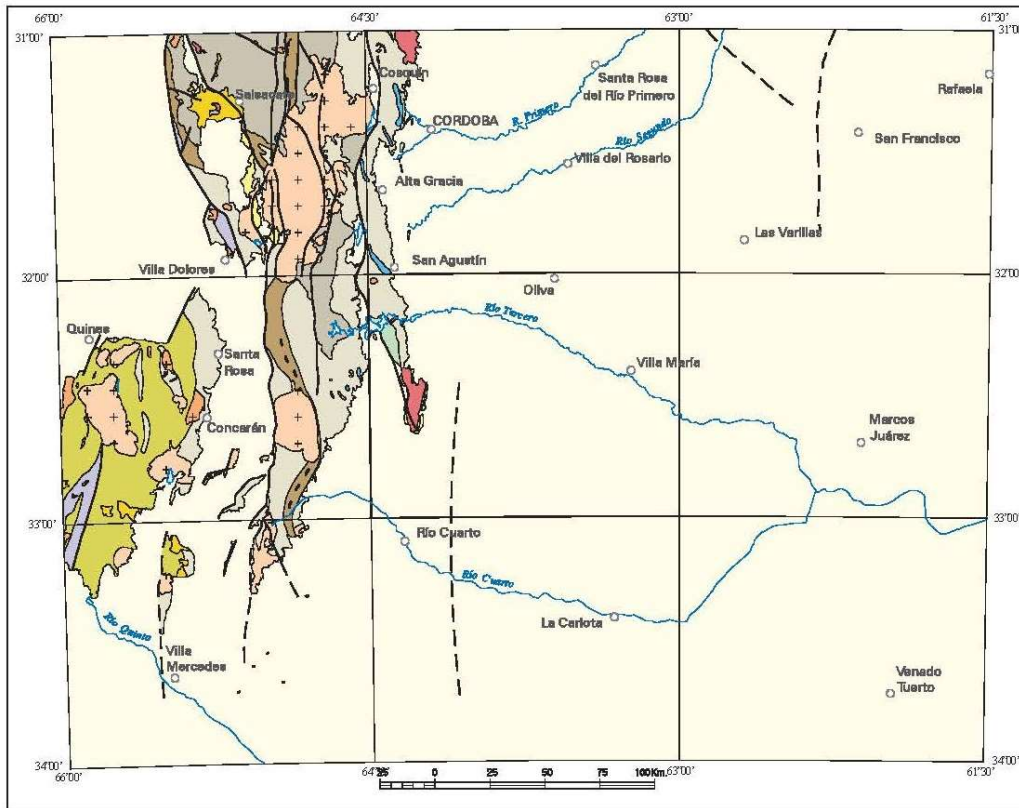 66°00'
64°30'
63°00'
61°30'
31°00'
31°00'
Cosquín
Salsacate
Santa Rosa
del Río Primero
Rafaela
CORDOBA
R. Primero
San Francisco
Río Segundo
Villa del Rosario
Alta Gracia
Las Varillas
Villa Dolores
San Agustín
32°00'
32°00'
Oliva
Río Tercero
Quines
Santa
Rosa
Villa María
Concarán
Marcos
Juárez
33°00'
33°00'
Río Cuarto
Río Cuarto
La Carlota
Río Quinto
Villa
Mercedes
Venado
Tuerto
34°00'
34°00'
66°00'
64°30'
63°00'
61°30'
25 0 25 50 75 100Km.